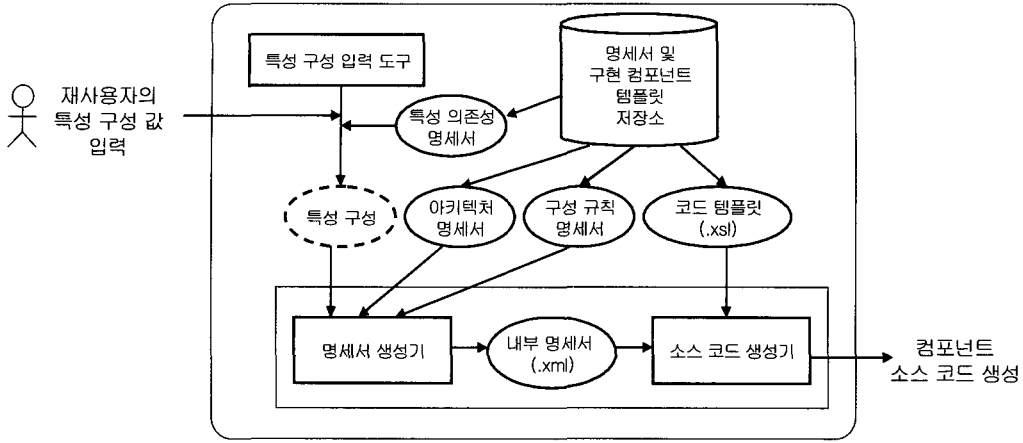 특성 구성 입력 도구
명세서 및
구현 컴포넌트
템플릿
저장소
재사용자의
특성 구성 값
입력
특성 의존성
명세서
특성 구성
아키텍처
명세서
구성 규칙
명세서
코드 템플릿
(.xsl)
명세서 생성기
내부 명세서
(.xml)
소스 코드 생성기
컴포넌트
소스 코드 생성